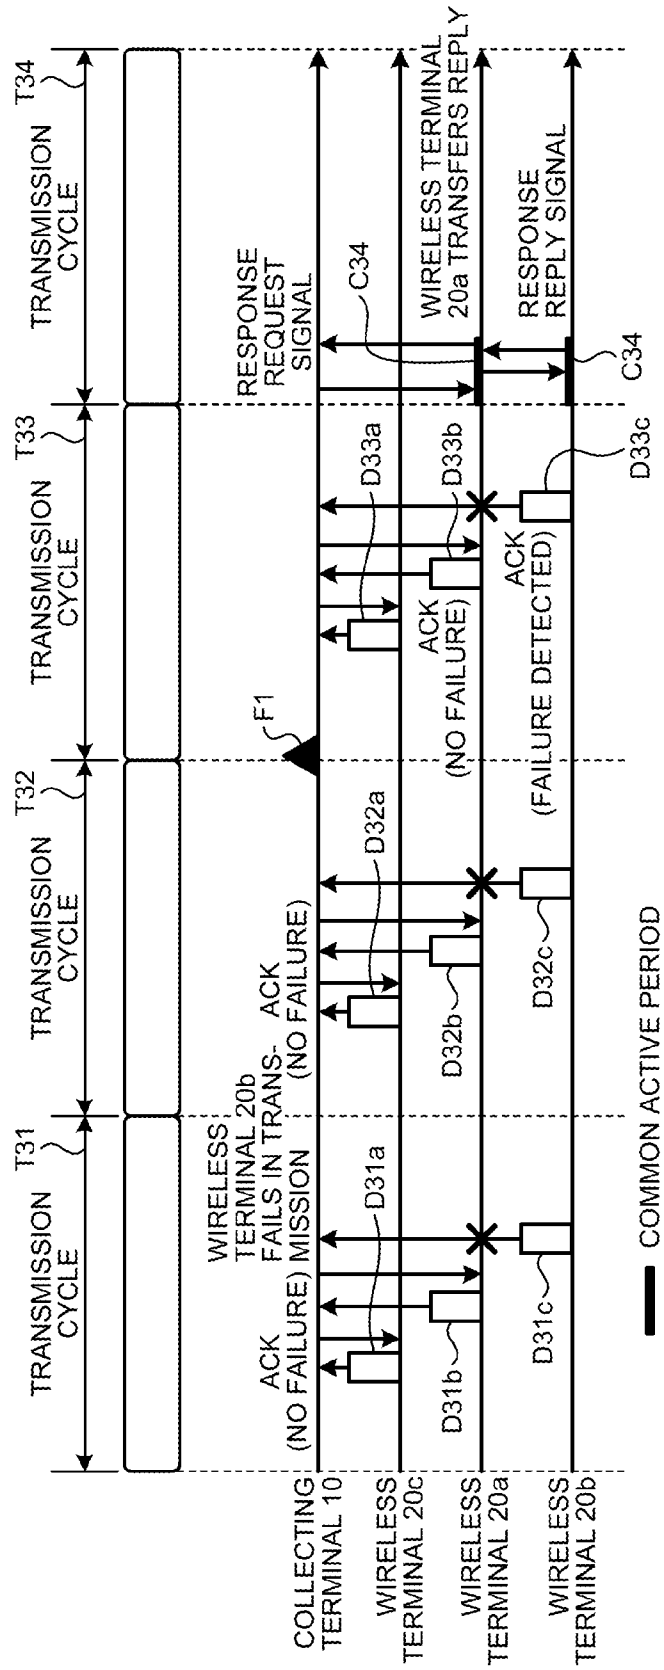 T31
T32
T33
T34
TRANSMISSION
CYCLE
TRANSMISSION
CYCLE
TRANSMISSION
CYCLE
TRANSMISSION
CYCLE
WIRELESS
TERMINAL 20b
FAILS IN TRANS-
MISSION
ACK
(NO FAILURE)
D31a
ACK
(NO FAILURE)
D32a
F1
D33a
RESPONSE
REQUEST
SIGNAL
C34
COLLECTING
TERMINAL 10
WIRELESS
TERMINAL 20c
WIRELESS
TERMINAL 20a
WIRELESS
TERMINAL 20b
D31b
D31c
D32b
D32c
ACK
(NO FAILURE)
D33b
ACK
(FAILURE DETECTED)
D33c
WIRELESS TERMINAL
20a TRANSFERS REPLY
RESPONSE
REPLY SIGNAL
C34
COMMON ACTIVE PERIOD